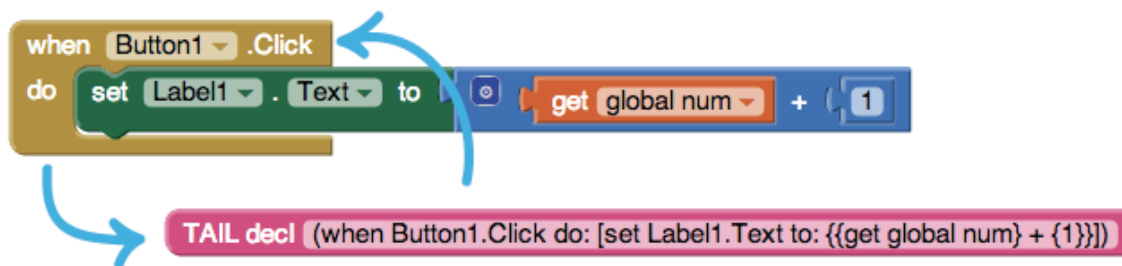 when Button1 .Click
do set Label1 . Text to get global num + 1
TAIL decl (when Button1.Click do: [set Label1.Text to: {{get global num} + {1}}])